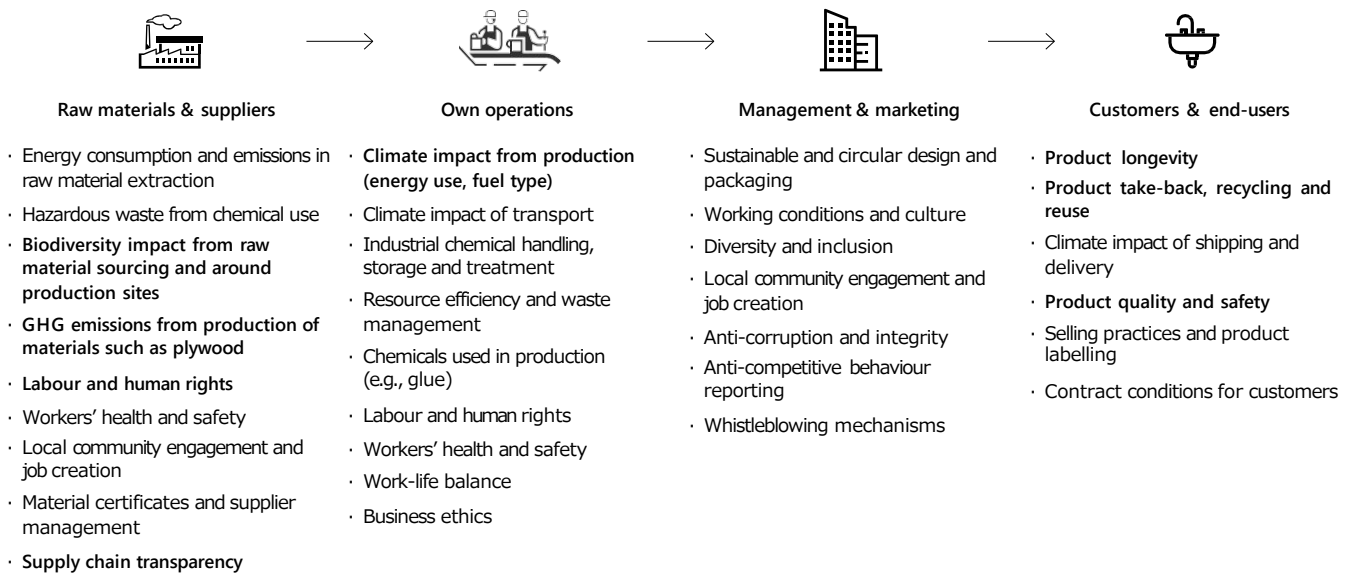 Raw materials & suppliers
Own operations
Management & marketing
Customers & end-users
· Energy consumption and emissions in
raw material extraction
· Hazardous waste from chemical use
· Biodiversity impact from raw
material sourcing and around
production sites
· GHG emissions from production of
materials such as plywood
· Labour and human rights
· Workers’ health and safety
· Local community engagement and
job creation
· Material certificates and supplier
management
· Supply chain transparency
· Climate impact from production
(energy use, fuel type)
· Climate impact of transport
· Industrial chemical handling,
storage and treatment
· Resource efficiency and waste
management
· Chemicals used in production
(e.g., glue)
· Labour and human rights
· Workers’ health and safety
· Work-life balance
· Business ethics
· Sustainable and circular design and
packaging
· Working conditions and culture
· Diversity and inclusion
· Local community engagement and
job creation
· Anti-corruption and integrity
· Anti-competitive behaviour
reporting
· Whistleblowing mechanisms
· Product longevity
· Product take-back, recycling and
reuse
· Climate impact of shipping and
delivery
· Product quality and safety
· Selling practices and product
labelling
· Contract conditions for customers